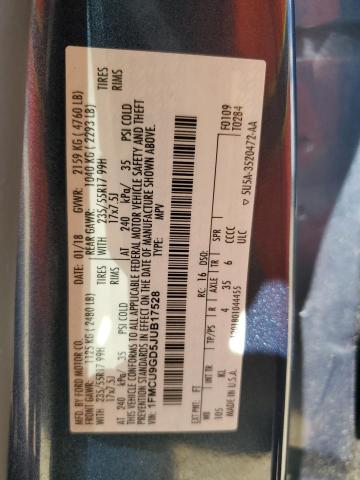 MFD. BY FORD MOTOR CO.
DATE: 01/18 GVWR: 2159 KG ( 4760 LB)
FRONT GAWR: 1125 KG ( 2480 LB) REAR GAWR: 1040 KG ( 2293 LB)
WITH 235/55R17 99H TIRES WITH 235/55R17 99H TIRES
17x7.5J RIMS 17x7.5J RIMS
AT 240 kPa/ 35 PSI COLD AT 240 kPa/ 35 PSI COLD
THIS VEHICLE CONFORMS TO ALL APPLICABLE FEDERAL MOTOR VEHICLE SAFETY AND THEFT
PREVENTION STANDARDS IN EFFECT ON THE DATE OF MANUFACTURE SHOWN ABOVE.
VIN: 1FMCU9GD5JUB17528
TYPE: MPV
F0109
T0284
EXT PNT: RC: 16 DSO:
WB INT TR TP/PS R AXLE TR SPR
105 KL 4 35 6 CCCC
ULC
MADE IN U.S.A.
5U5A-3520472-AA